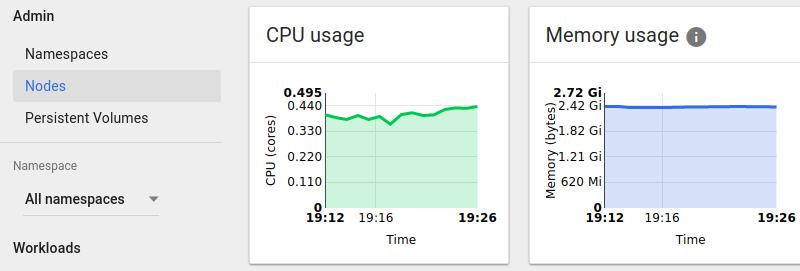 Admin
Namespaces
Nodes
Persistent Volumes
Namespace
All namespaces
Workloads
CPU usage
CPU (cores)
0.495
0.440
0.330
0.220
0.110
0
19:12 19:16 19:26
Time
Memory usage
Memory (bytes)
2.72 Gi
2.42 Gi
1.82 Gi
1.21 Gi
620 Mi
0
19:12 19:16 19:26
Time